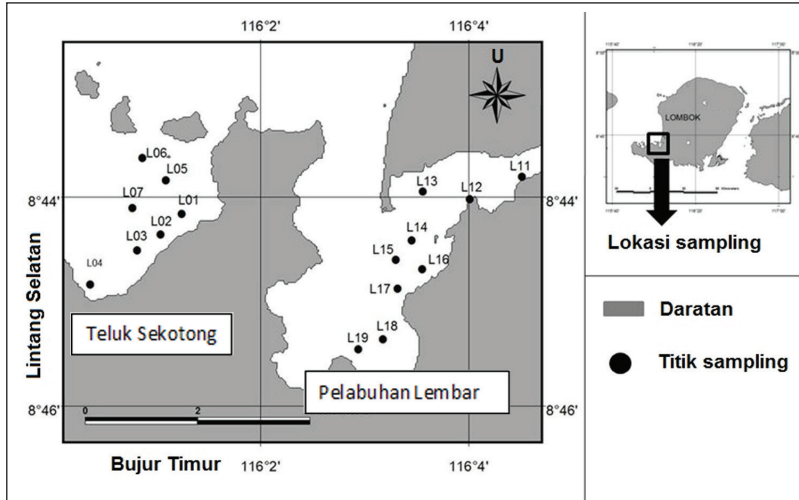 116°2'
116°4'
U
L06
L05
L07
L01
L02
L03
L04
L11
L13
L12
L14
L15
L16
L17
L18
L19
8°44'
8°44'
8°46'
8°46'
Lintang Selatan
Teluk Sekotong
Pelabuhan Lembar
0
2
Bujur Timur
116°2'
116°4'
LOMBOK
Lokasi sampling
Daratan
Titik sampling